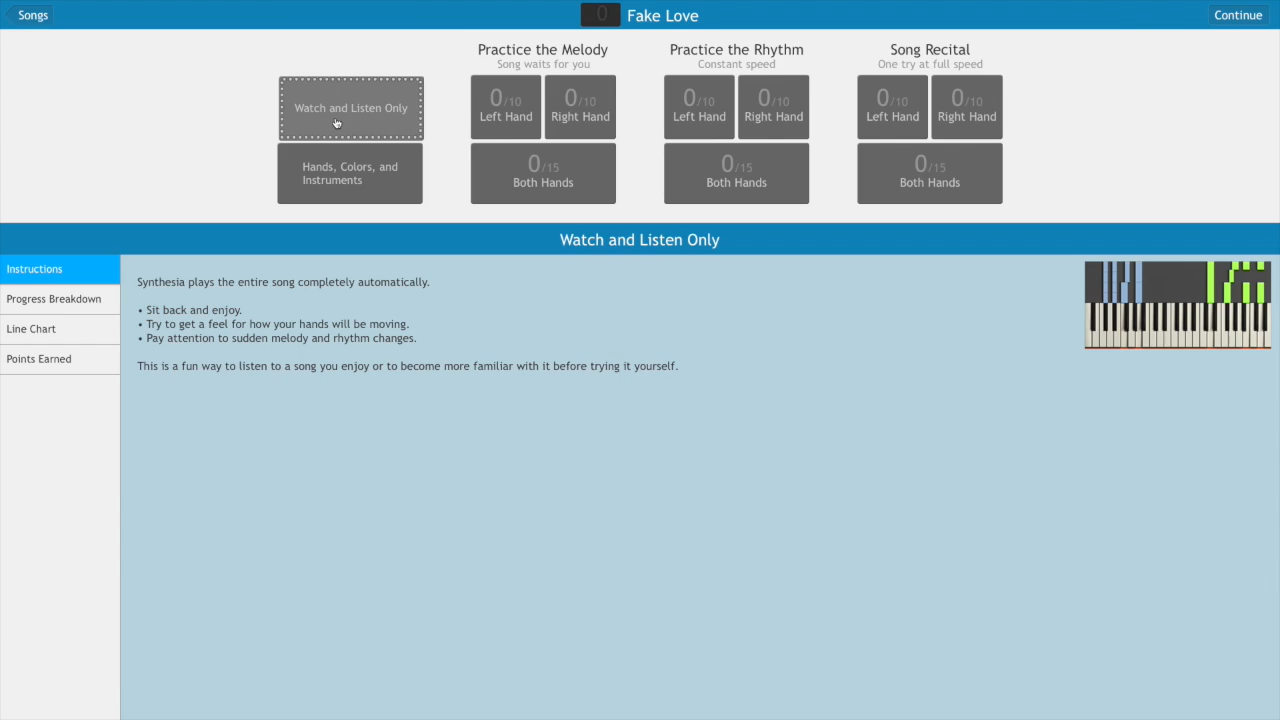 Songs
0
Fake Love
Continue
Watch and Listen Only
Hands, Colors, and
Instruments
Practice the Melody
Song waits for you
0/10
Left Hand
0/10
Right Hand
0/15
Both Hands
Practice the Rhythm
Constant speed
0/10
Left Hand
0/10
Right Hand
0/15
Both Hands
Song Recital
One try at full speed
0/10
Left Hand
0/10
Right Hand
0/15
Both Hands
Watch and Listen Only
Instructions
Progress Breakdown
Line Chart
Points Earned
Synthesia plays the entire song completely automatically.
• Sit back and enjoy.
• Try to get a feel for how your hands will be moving.
• Pay attention to sudden melody and rhythm changes.
This is a fun way to listen to a song you enjoy or to become more familiar with it before trying it yourself.